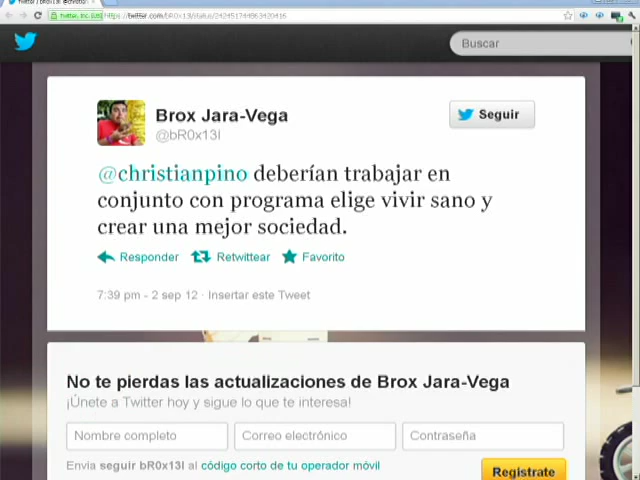 Buscar
Brox Jara-Vega
Seguir
@bR0x13l
@christianpino deberían trabajar en
conjunto con programa elige vivir sano y
crear una mejor sociedad.
Responder Retwittear Favorito
7:39 pm - 2 sep 12 · Insertar este Tweet
No te pierdas las actualizaciones de Brox Jara-Vega
¡Únete a Twitter hoy y sigue lo que te interesa!
Nombre completo Correo electrónico Contraseña
Envia seguir bR0x13l al código corto de tu operador móvil
Regístrate